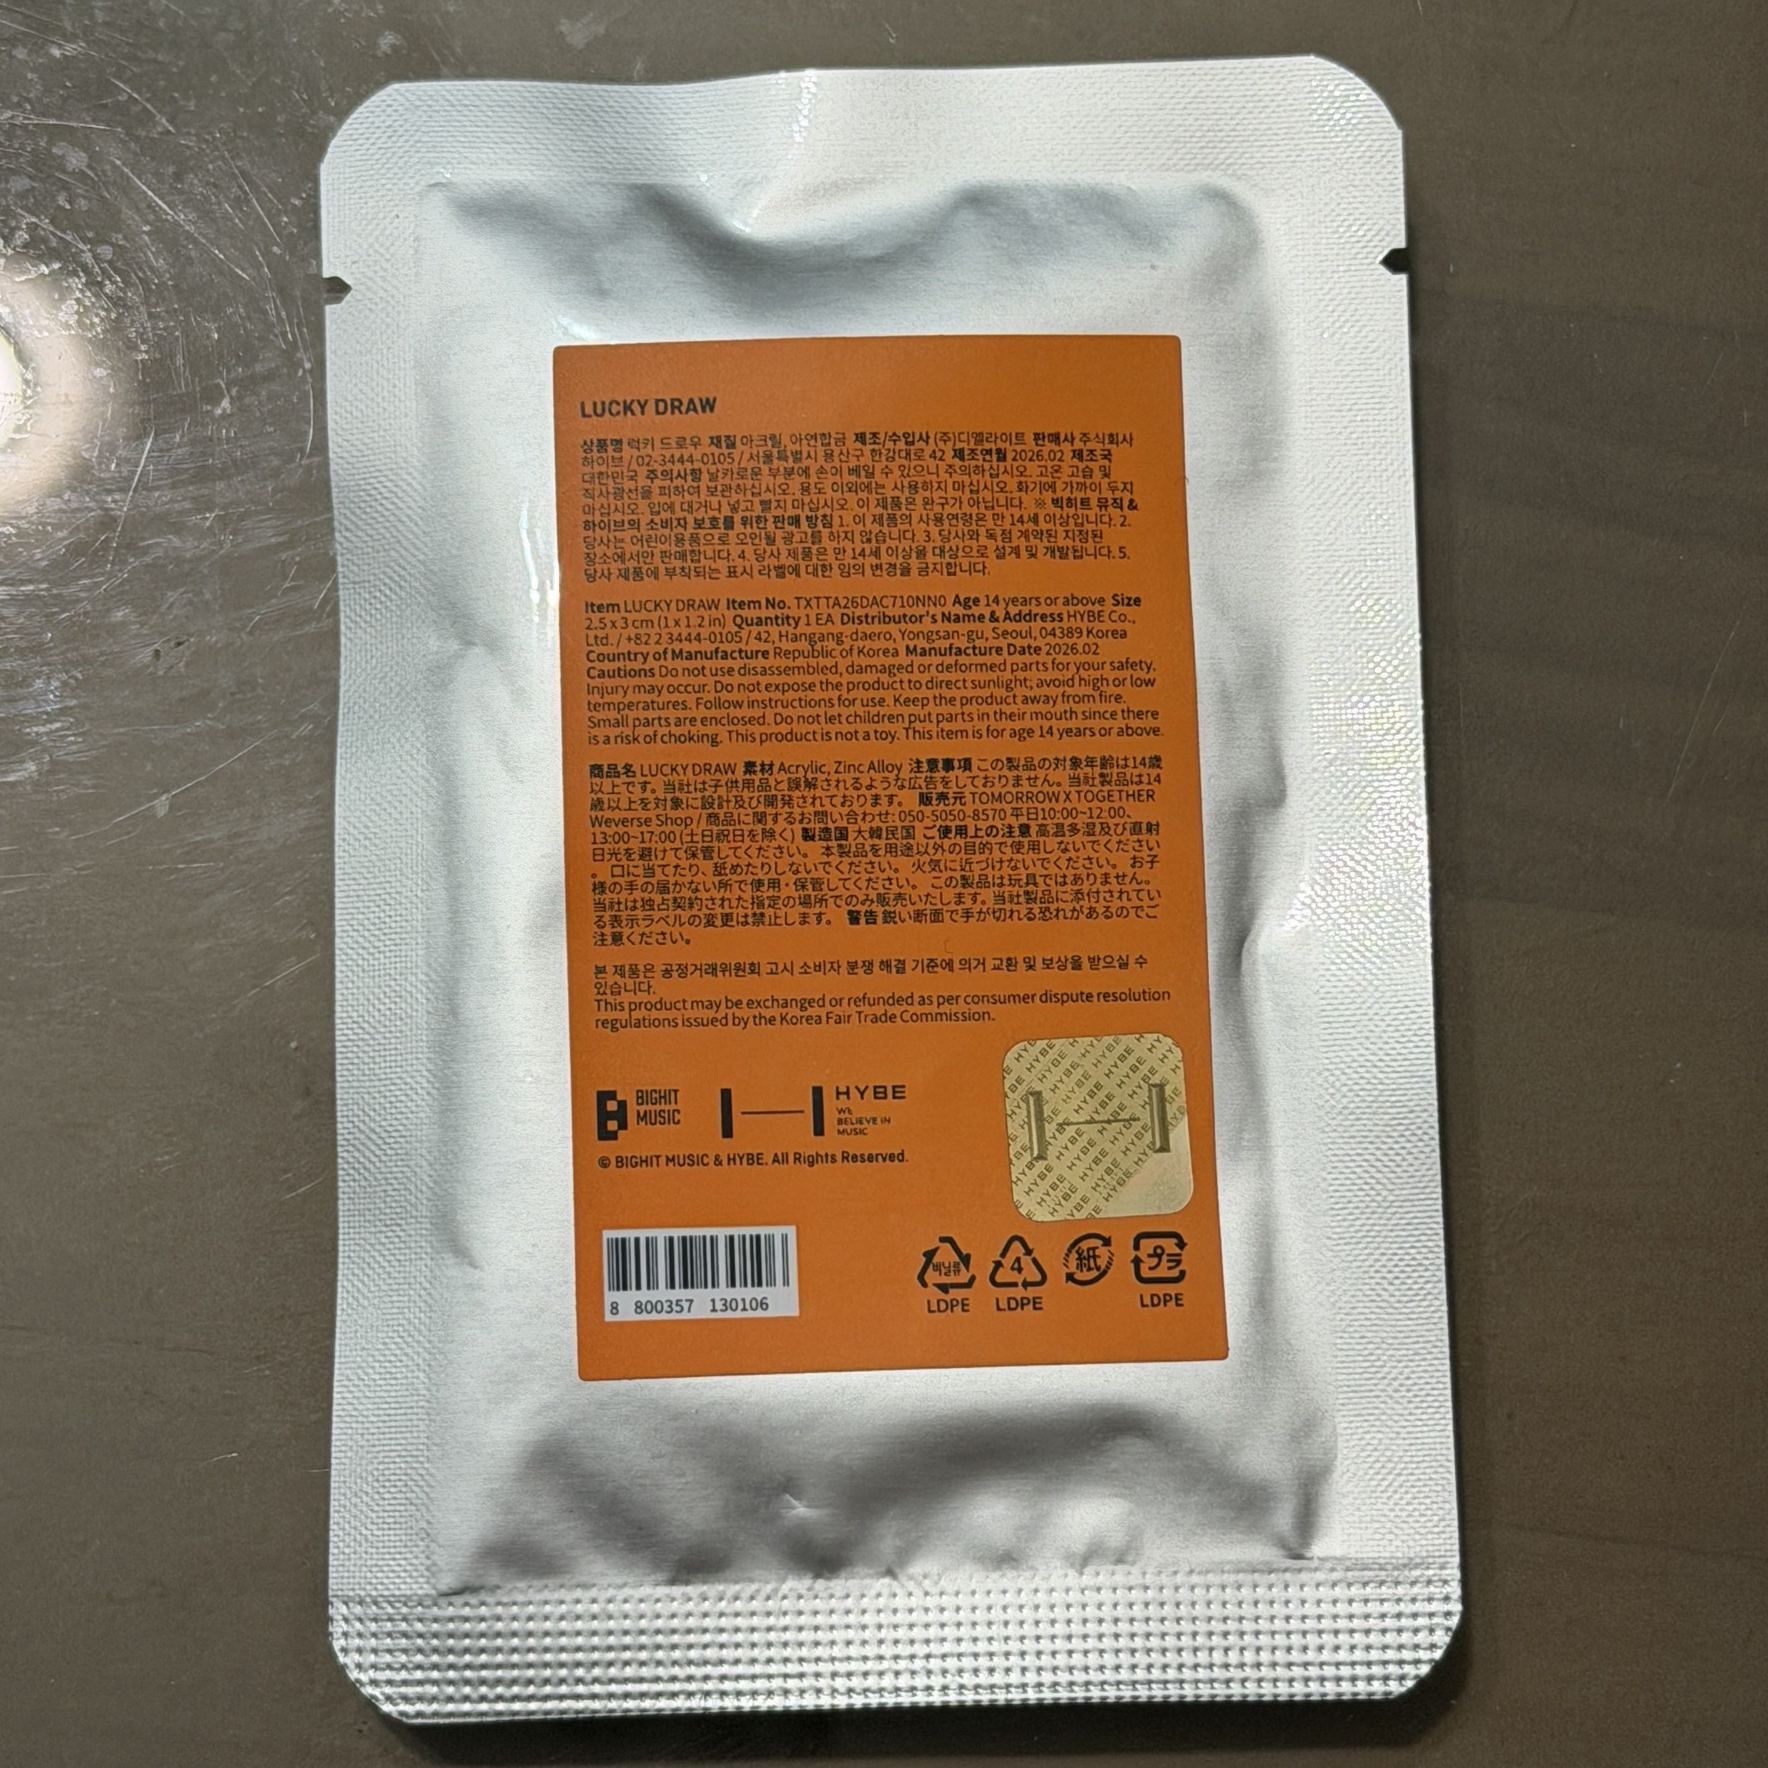 LUCKY DRAW
상품명 럭키 드로우 재질 아크릴, 아연합금 제조/수입사 (주)디엘라이트 판매사 주식회사
하이브 / 02-3444-0105 / 서울특별시 용산구 한강대로 42 제조연월 2026.02 제조국
대한민국 주의사항 날카로운 부분에 손이 베일 수 있으니 주의하십시오. 고온 고습 및
직사광선을 피하여 보관하십시오. 용도 이외에는 사용하지 마십시오. 화기에 가까이 두지
마십시오. 입에 대거나 넣고 빨지 마십시오. 이 제품은 완구가 아닙니다. ※ 빅히트 뮤직 &
하이브의 소비자 보호를 위한 판매 방침 1. 이 제품의 사용연령은 만 14세 이상입니다. 2.
당사는 어린이용품으로 오인될 광고를 하지 않습니다. 3. 당사와 독점 계약된 지정된
장소에서만 판매합니다. 4. 당사 제품은 만 14세 이상을 대상으로 설계 및 개발됩니다. 5.
당사 제품에 부착되는 표시 라벨에 대한 임의 변경을 금지합니다.
Item LUCKY DRAW Item No. TXTTA26DAC710NN0 Age 14 years or above Size
2.5 x 3 cm (1 x 1.2 in) Quantity 1 EA Distributor's Name & Address HYBE Co.,
Ltd. / +82 2 3444-0105 / 42, Hangang-daero, Yongsan-gu, Seoul, 04389 Korea
Country of Manufacture Republic of Korea Manufacture Date 2026.02
Cautions Do not use disassembled, damaged or deformed parts for your safety.
Injury may occur. Do not expose the product to direct sunlight; avoid high or low
temperatures. Follow instructions for use. Keep the product away from fire.
Small parts are enclosed. Do not let children put parts in their mouth since there
is a risk of choking. This product is not a toy. This item is for age 14 years or above.
商品名 LUCKY DRAW 素材 Acrylic, Zinc Alloy 注意事項 この製品の対象年齢は14歳
以上です。当社は子供用品と誤解されるような広告をしておりません。当社製品は14
歳以上を対象に設計及び開発されております。 販売元 TOMORROW X TOGETHER
Weverse Shop / 商品に関するお問い合わせ: 050-5050-8570 平日10:00~12:00、
13:00~17:00 (土日祝日を除く) 製造国 大韓民国 ご使用上の注意 高温多湿及び直射
日光を避けて保管してください。 本製品を用途以外の目的で使用しないでください
。 口に当てたり、舐めたりしないでください。 火気に近づけないでください。 お子
様の手の届かない所で使用・保管してください。 この製品は玩具ではありません。
当社は独占契約された指定の場所でのみ販売いたします。当社製品に添付されてい
る表示ラベルの変更は禁止します。 警告 鋭い断面で手が切れる恐れがあるのでご
注意ください。
본 제품은 공정거래위원회 고시 소비자 분쟁 해결 기준에 의거 교환 및 보상을 받으실 수
있습니다.
This product may be exchanged or refunded as per consumer dispute resolution
regulations issued by the Korea Fair Trade Commission.
BIGHIT
MUSIC
HYBE
WE
BELIEVE IN
MUSIC
© BIGHIT MUSIC & HYBE. All Rights Reserved.
HYBE HYBE HYBE
8 800357 130106
비닐류 4 紙 プラ
LDPE LDPE LDPE